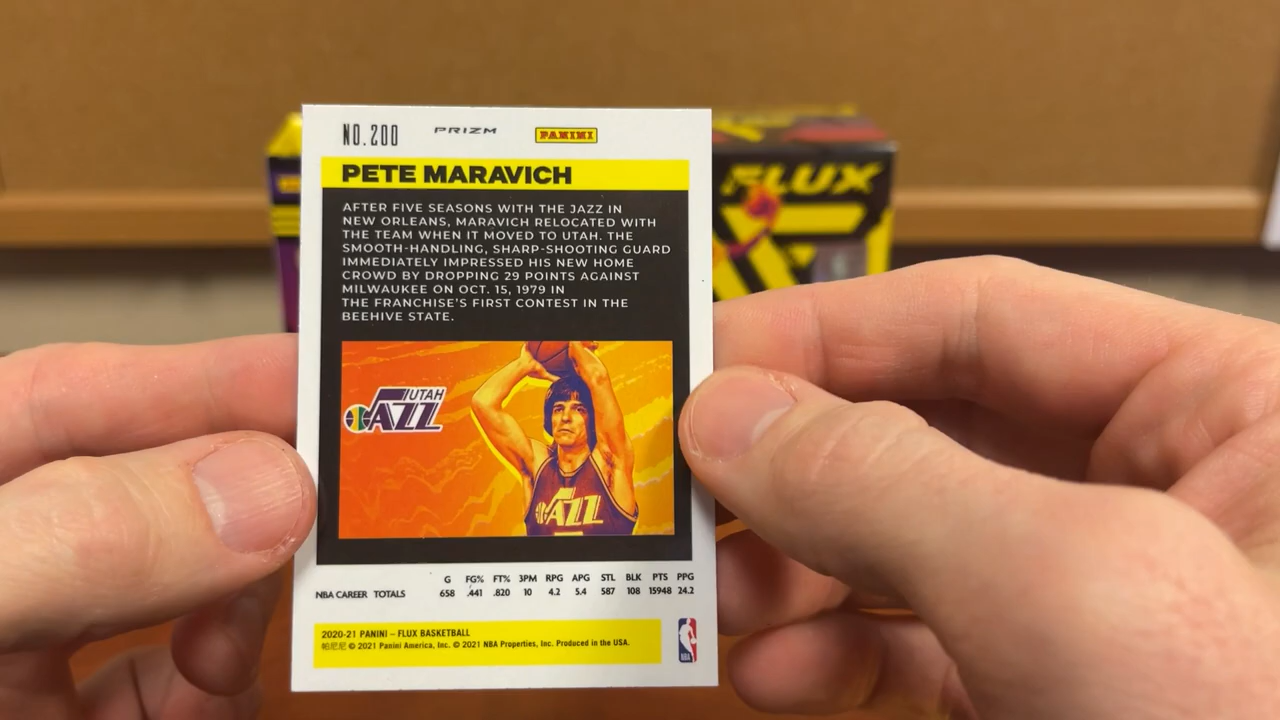 NO.200 PRIZM PANINI
PETE MARAVICH
AFTER FIVE SEASONS WITH THE JAZZ IN
NEW ORLEANS, MARAVICH RELOCATED WITH
THE TEAM WHEN IT MOVED TO UTAH. THE
SMOOTH-HANDLING, SHARP-SHOOTING GUARD
IMMEDIATELY IMPRESSED HIS NEW HOME
CROWD BY DROPPING 29 POINTS AGAINST
MILWAUKEE ON OCT. 15, 1979 IN
THE FRANCHISE'S FIRST CONTEST IN THE
BEEHIVE STATE.
UTAH
JAZZ
JAZZ
G FG% FT% 3PM RPG APG STL BLK PTS PPG
NBA CAREER TOTALS 658 .441 .820 10 4.2 5.4 587 108 15948 24.2
2020-21 PANINI – FLUX BASKETBALL
帕尼尼 © 2021 Panini America, Inc. © 2021 NBA Properties, Inc. Produced in the USA.
NBA
FLUX